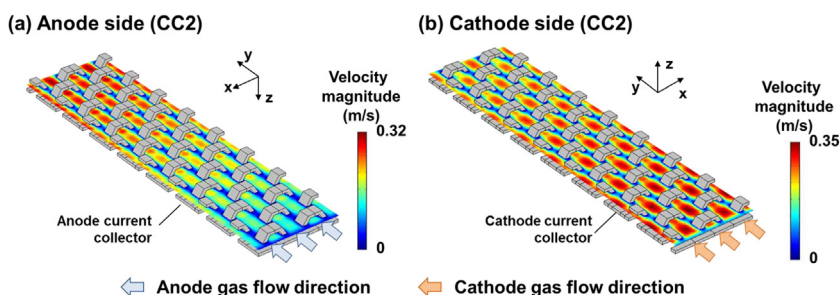 (a) Anode side (CC2)
y
x
z
Velocity
magnitude
(m/s)
0.32
0
Anode current
collector
Anode gas flow direction
(b) Cathode side (CC2)
z
y
x
Velocity
magnitude
(m/s)
0.35
0
Cathode current
collector
Cathode gas flow direction